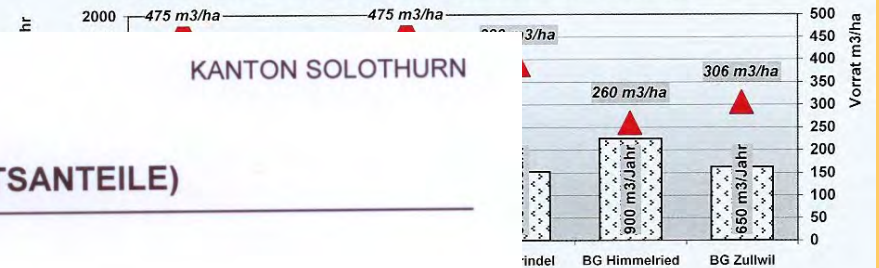 2000
475 m3/ha
475 m3/ha
m3/ha
260 m3/ha
306 m3/ha
500
450
400
350
300
250
200
150
100
50
0
Vorrat m3/ha
KANTON SOLOTHURN
TSANTEILE)
900 m3/Jahr
650 m3/Jahr
rindel
BG Himmelried
BG Zullwil